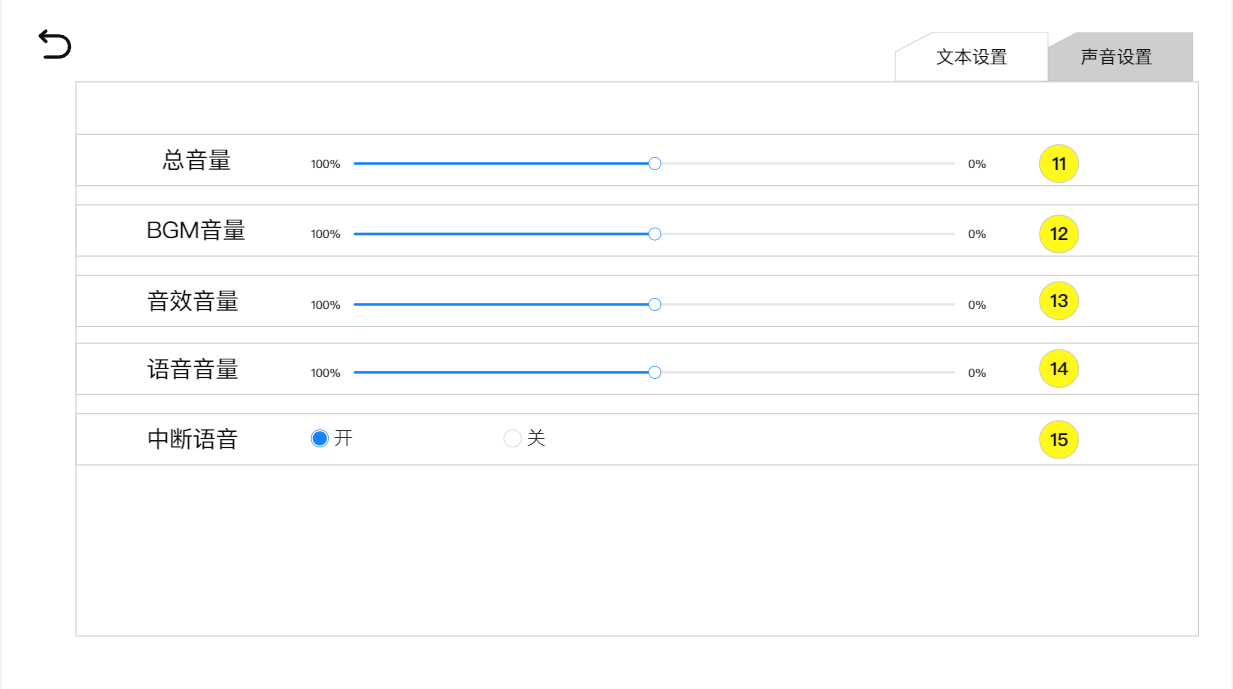 文本设置 声音设置
总音量 100% 0% 11
BGM音量 100% 0% 12
音效音量 100% 0% 13
语音音量 100% 0% 14
中断语音 开 关 15